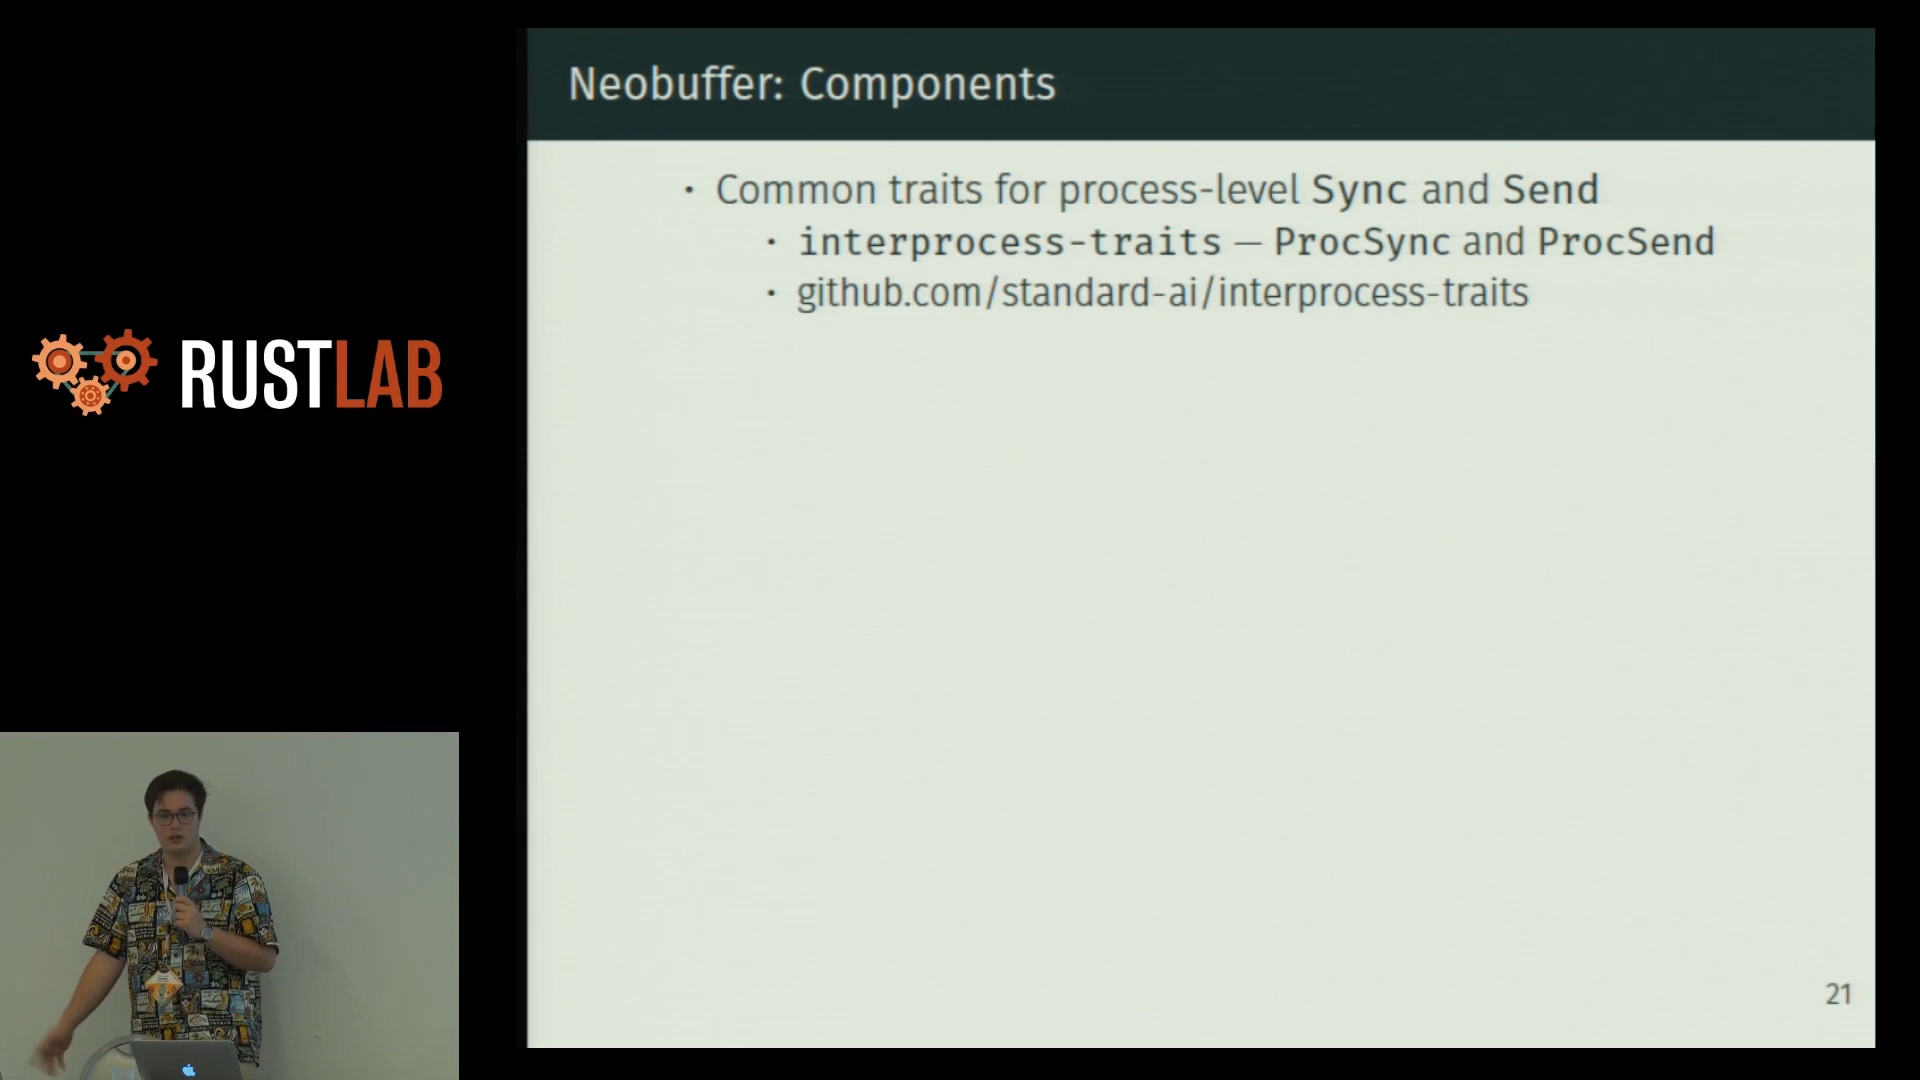 Neobuffer: Components
• Common traits for process-level Sync and Send
• interprocess-traits — ProcSync and ProcSend
• github.com/standard-ai/interprocess-traits
RUSTLAB
21